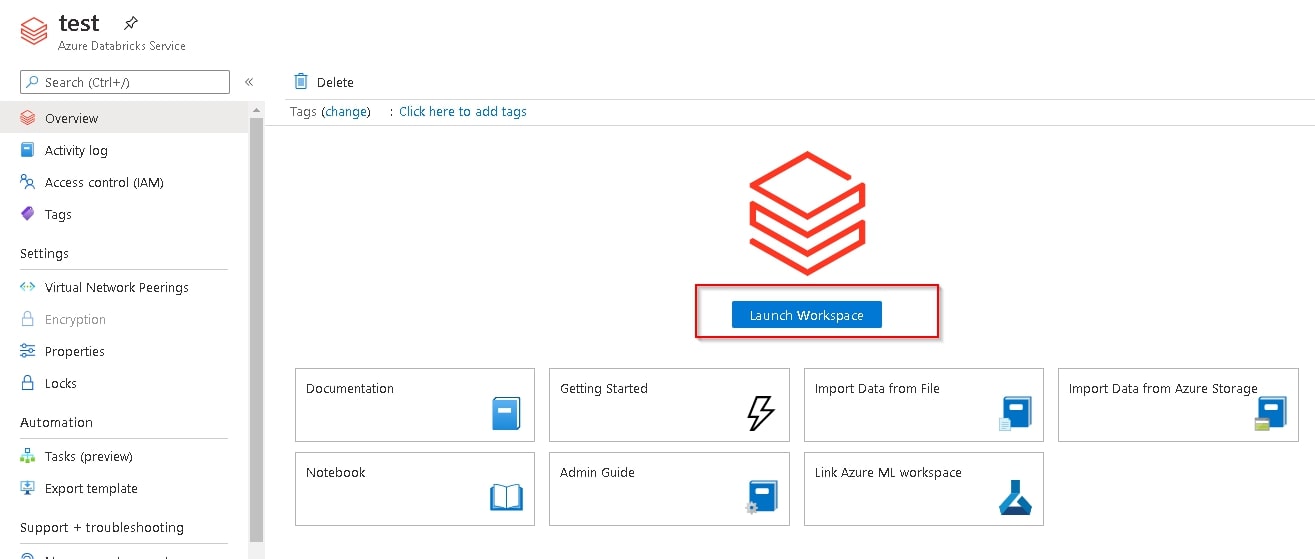 test
Azure Databricks Service
Search (Ctrl+/)
«
Delete
Tags (change) : Click here to add tags
Overview
Activity log
Access control (IAM)
Tags
Settings
Virtual Network Peerings
Encryption
Properties
Locks
Automation
Tasks (preview)
Export template
Support + troubleshooting
Launch Workspace
Documentation
Getting Started
Import Data from File
Import Data from Azure Storage
Notebook
Admin Guide
Link Azure ML workspace